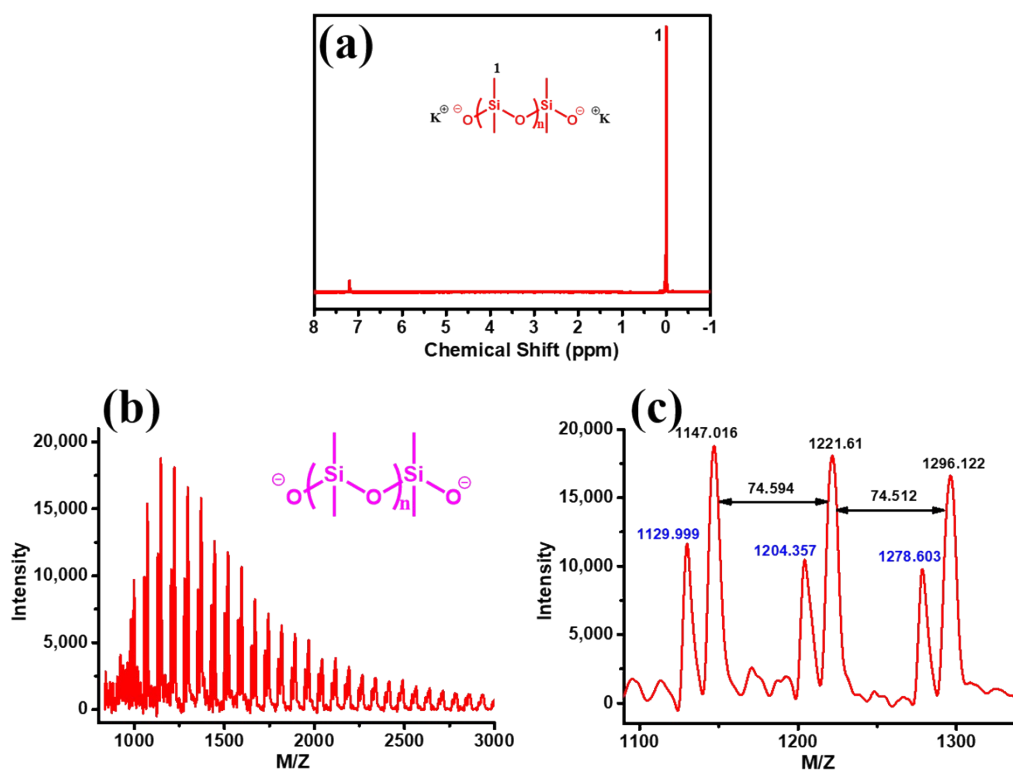 (a)
1
1
K⊕ ⊖O(Si O)n Si O⊖ ⊕K
8 7 6 5 4 3 2 1 0 -1
Chemical Shift (ppm)
(b)
20,000
15,000
10,000
5,000
0
Intensity
⊖O(Si O)n Si O⊖
1000 1500 2000 2500 3000
M/Z
(c)
20,000
15,000
10,000
5,000
0
Intensity
1147.016
1221.61
1296.122
74.594
74.512
1129.999
1204.357
1278.603
1100 1200 1300
M/Z